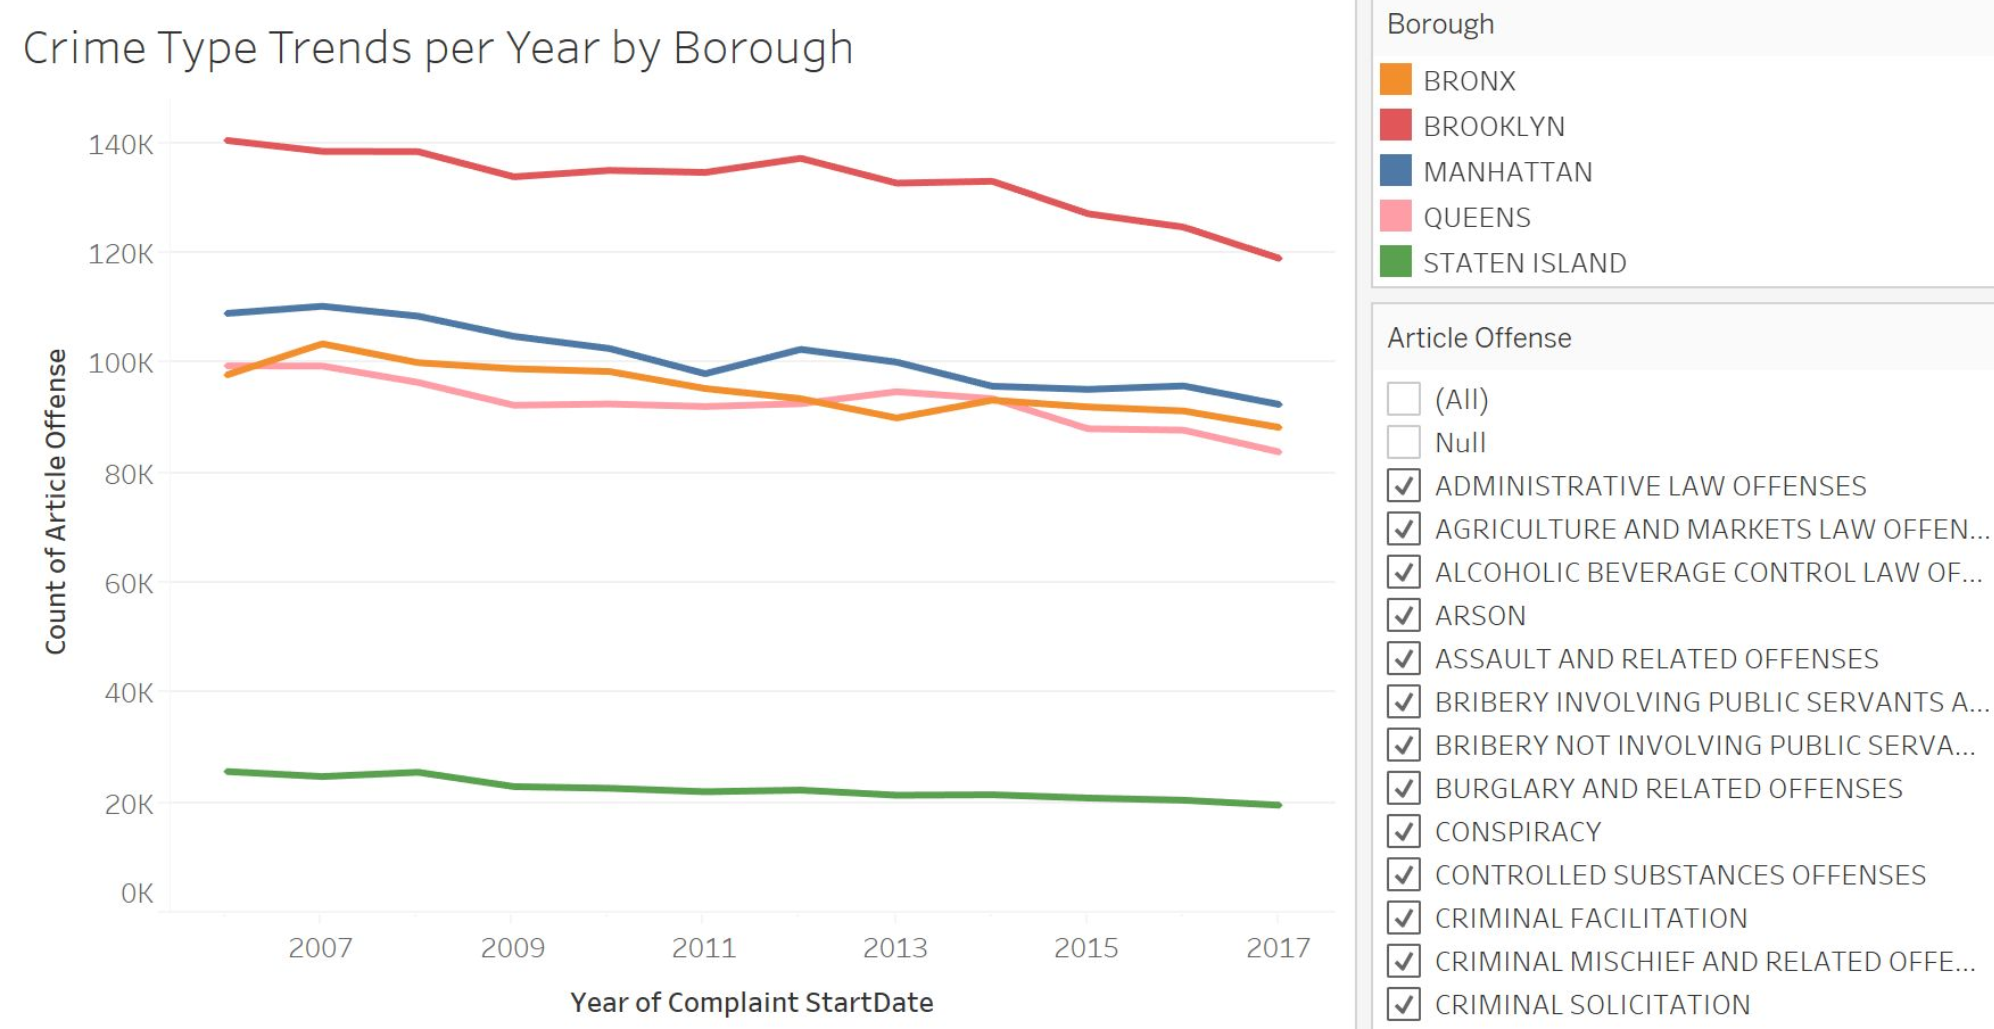 Crime Type Trends per Year by Borough
140K
120K
100K
80K
60K
40K
20K
0K
Count of Article Offense
2007 2009 2011 2013 2015 2017
Year of Complaint StartDate
Borough
BRONX
BROOKLYN
MANHATTAN
QUEENS
STATEN ISLAND
Article Offense
(All)
Null
ADMINISTRATIVE LAW OFFENSES
AGRICULTURE AND MARKETS LAW OFFEN...
ALCOHOLIC BEVERAGE CONTROL LAW OF...
ARSON
ASSAULT AND RELATED OFFENSES
BRIBERY INVOLVING PUBLIC SERVANTS A...
BRIBERY NOT INVOLVING PUBLIC SERVA...
BURGLARY AND RELATED OFFENSES
CONSPIRACY
CONTROLLED SUBSTANCES OFFENSES
CRIMINAL FACILITATION
CRIMINAL MISCHIEF AND RELATED OFFE...
CRIMINAL SOLICITATION